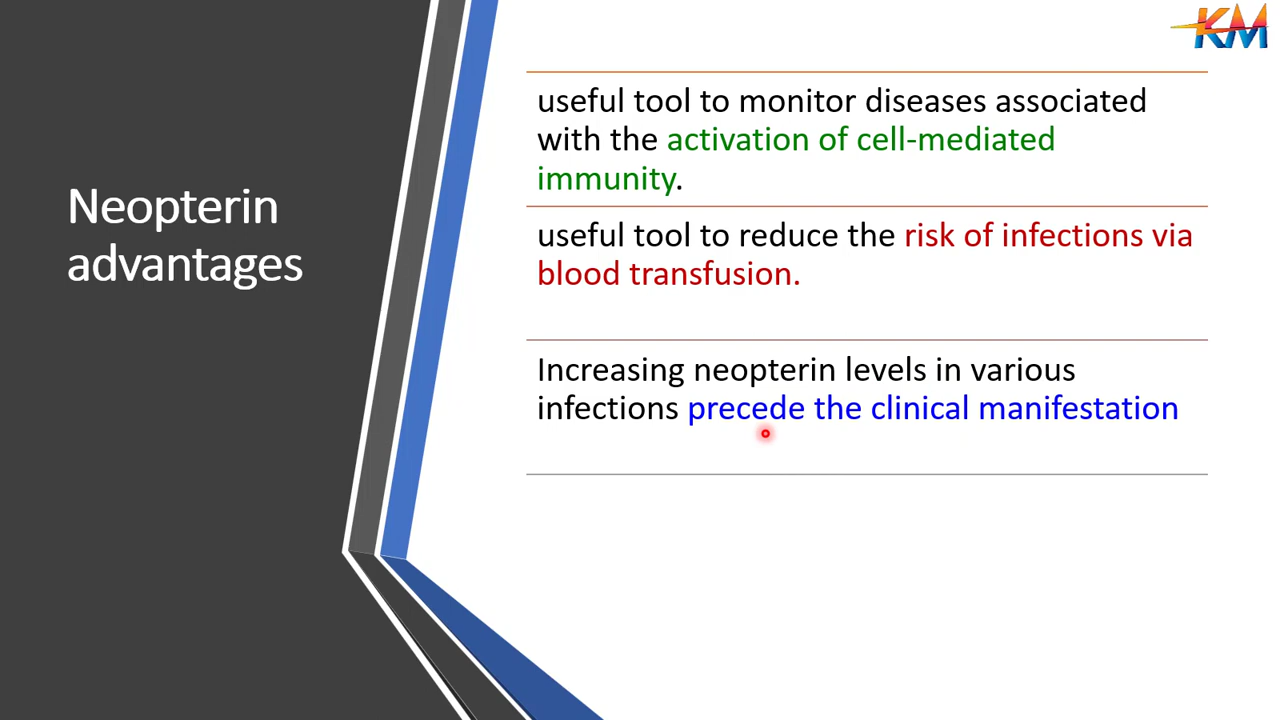 KM
Neopterin
advantages
useful tool to monitor diseases associated
with the activation of cell-mediated
immunity.
useful tool to reduce the risk of infections via
blood transfusion.
Increasing neopterin levels in various
infections precede the clinical manifestation